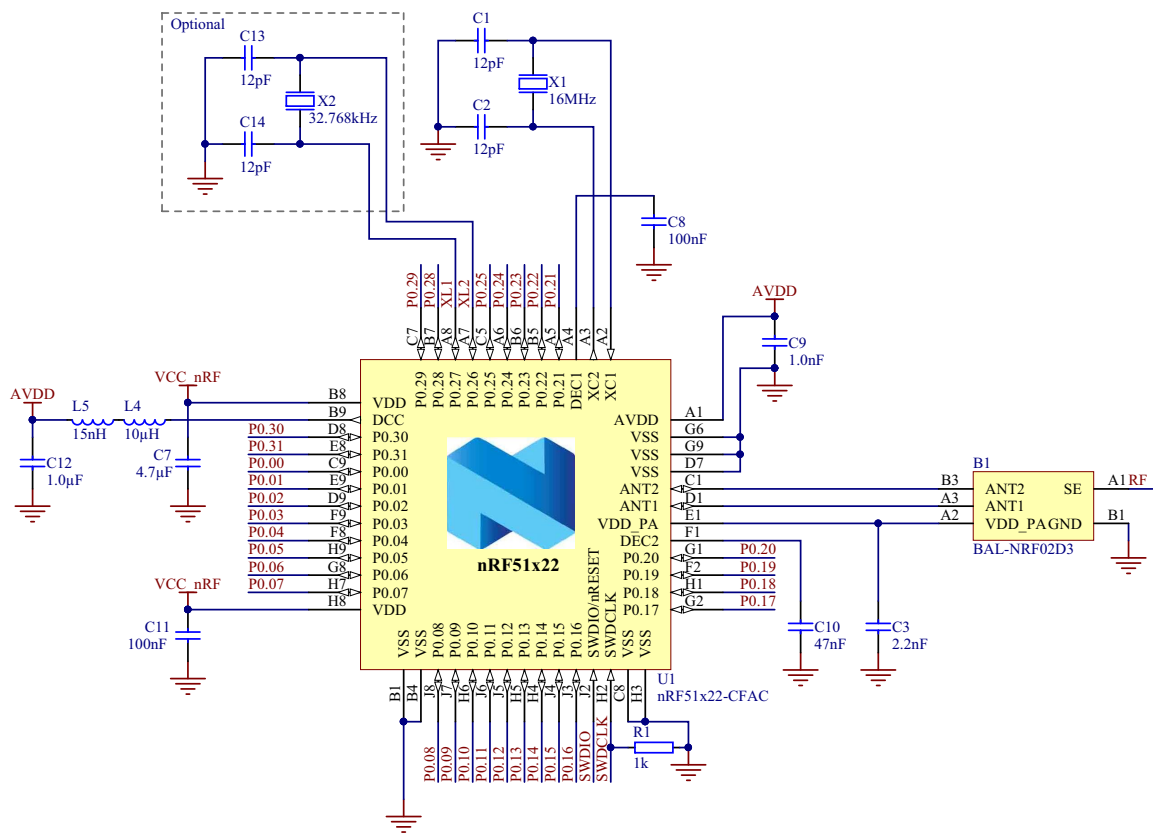 Optional
C13
12pF
X2
32.768kHz
C14
12pF
C1
12pF
X1
16MHz
C2
12pF
C8
100nF
P0.29
P0.28
XL1
XL2
P0.25
P0.24
P0.23
P0.22
P0.21
C7
B7
A8
A7
C5
A6
B6
B5
A5
A4
A3
A2
P0.29
P0.28
P0.27
P0.26
P0.25
P0.24
P0.23
P0.22
P0.21
DEC1
XC2
XC1
AVDD
C9
1.0nF
AVDD
L5
15nH
L4
10µH
VCC_nRF
C12
1.0µF
C7
4.7µF
B8
VDD
B9
DCC
P0.30
D8
P0.30
P0.31
E8
P0.31
P0.00
C9
P0.00
P0.01
E9
P0.01
P0.02
D9
P0.02
P0.03
F9
P0.03
P0.04
F8
P0.04
P0.05
H9
P0.05
P0.06
G8
P0.06
P0.07
H7
P0.07
VCC_nRF
H8
VDD
C11
100nF
nRF51x22
AVDD
A1
VSS
G6
VSS
G9
VSS
D7
ANT2
C1
ANT1
D1
VDD_PA
E1
DEC2
F1
P0.20
G1
P0.20
P0.19
F2
P0.19
P0.18
H1
P0.18
P0.17
G2
P0.17
B1
B3
ANT2
SE
A1
RF
A3
ANT1
A2
VDD_PA
GND
B1
BAL-NRF02D3
C10
47nF
C3
2.2nF
VSS
VSS
P0.08
P0.09
P0.10
P0.11
P0.12
P0.13
P0.14
P0.15
P0.16
SWDIO/nRESET
SWDCLK
VSS
VSS
B1
B4
J8
J7
H6
J6
J5
H5
H4
J4
J3
J2
H2
C8
H3
U1
nRF51x22-CFAC
P0.08
P0.09
P0.10
P0.11
P0.12
P0.13
P0.14
P0.15
P0.16
SWDIO
SWDCLK
R1
1k